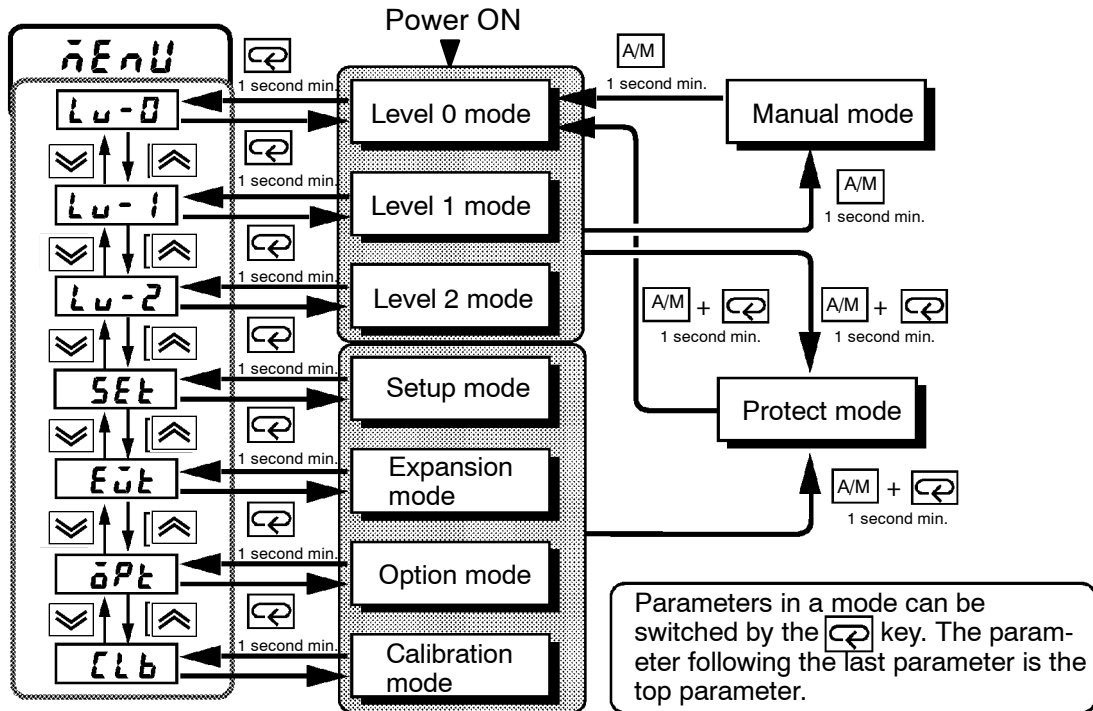 Power ON
mEnU
1 second min.
Lu-0
Level 0 mode
A/M
1 second min.
Manual mode
1 second min.
Lu-1
Level 1 mode
A/M
1 second min.
1 second min.
Lu-2
Level 2 mode
A/M +
1 second min.
A/M +
1 second min.
1 second min.
SEt
Setup mode
Protect mode
1 second min.
Expansion
mode
A/M +
1 second min.
1 second min.
oPt
Option mode
1 second min.
CLb
Calibration
mode
Parameters in a mode can be
switched by the key. The param-
eter following the last parameter is the
top parameter.